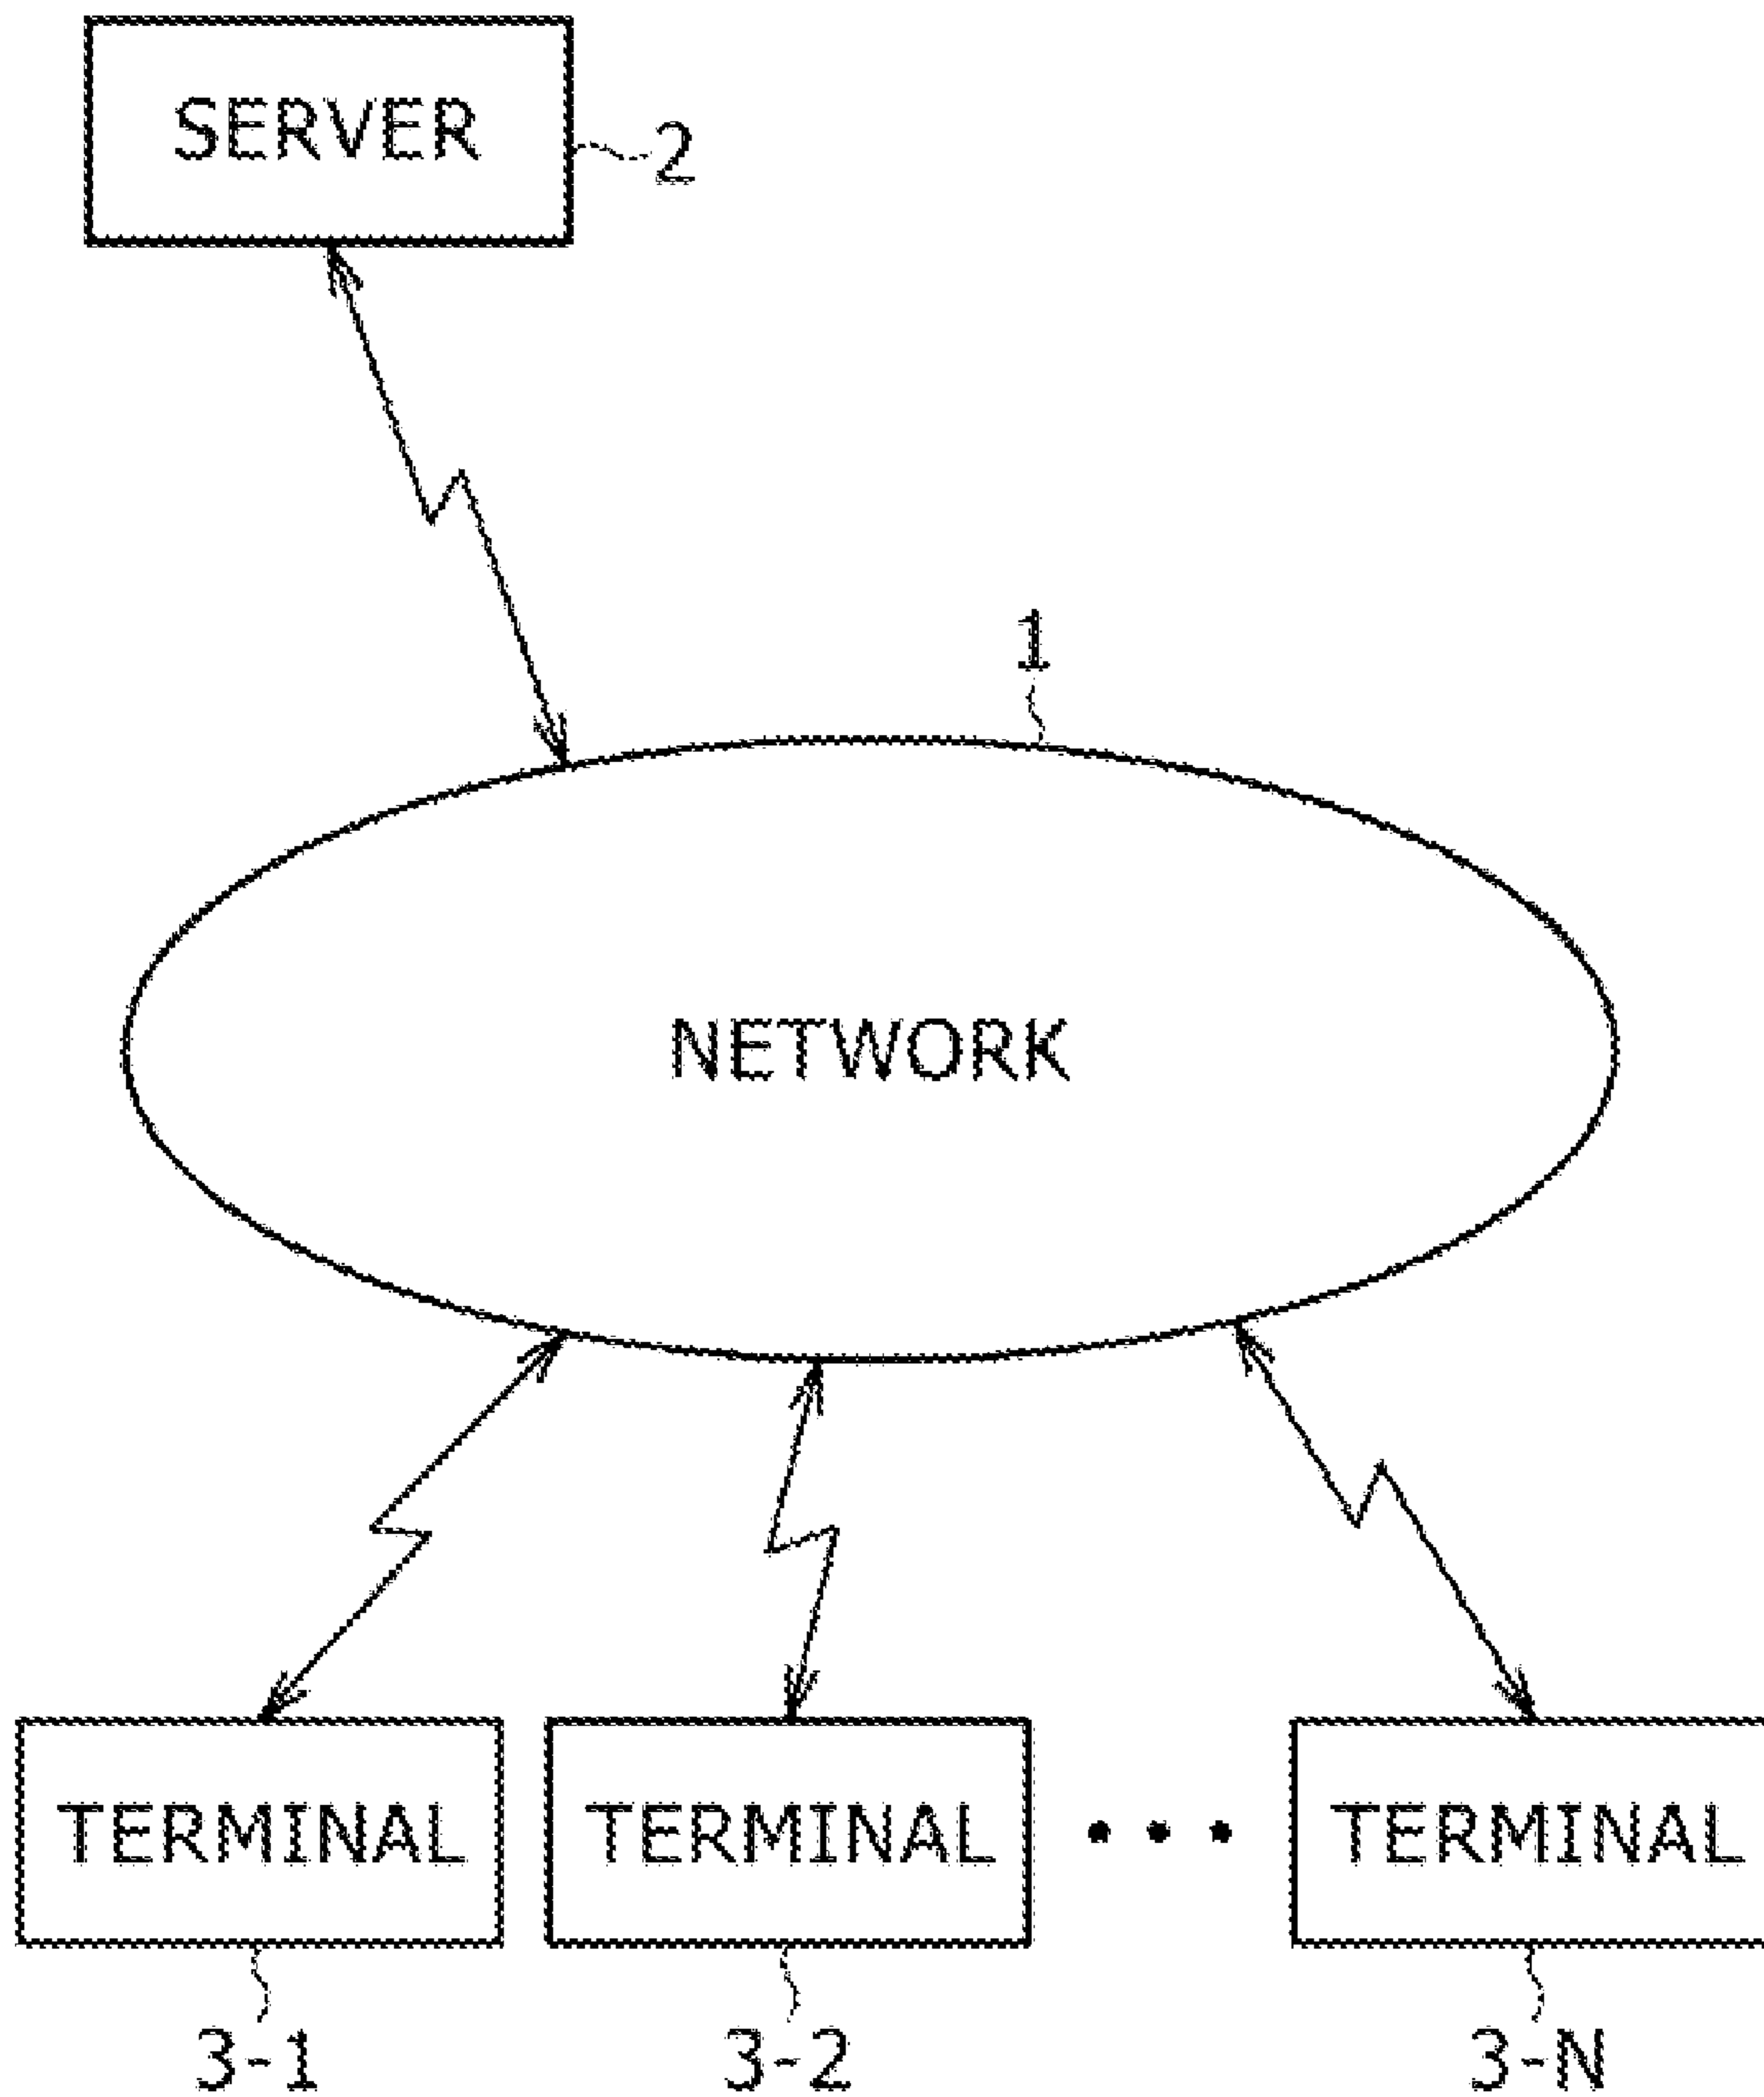 SERVER
2
1
NETWORK
TERMINAL TERMINAL • • • TERMINAL
3-1 3-2 3-N